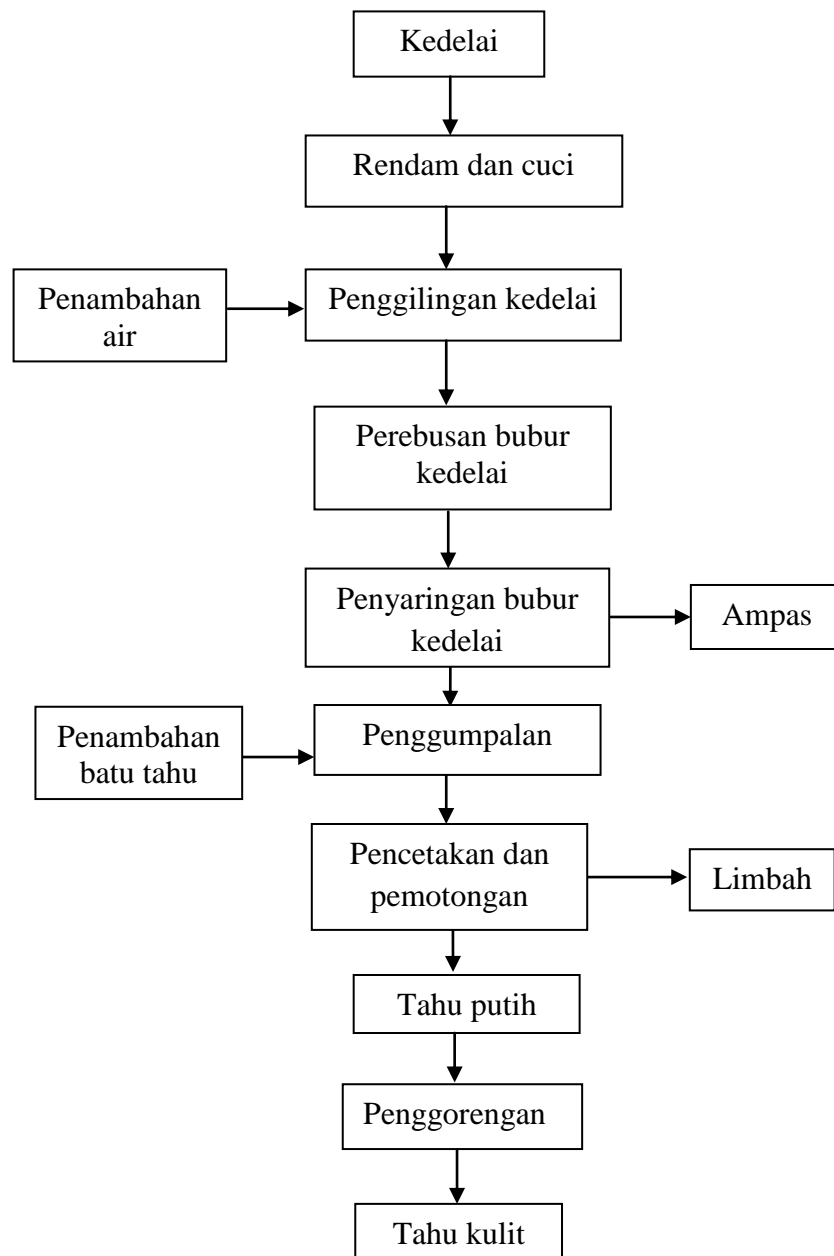 Kedelai
Rendam dan cuci
Penambahan
air
Penggilingan kedelai
Perebusan bubur
kedelai
Penyaringan bubur
kedelai
Ampas
Penambahan
batu tahu
Penggumpalan
Pencetakan dan
pemotongan
Limbah
Tahu putih
Penggorengan
Tahu kulit